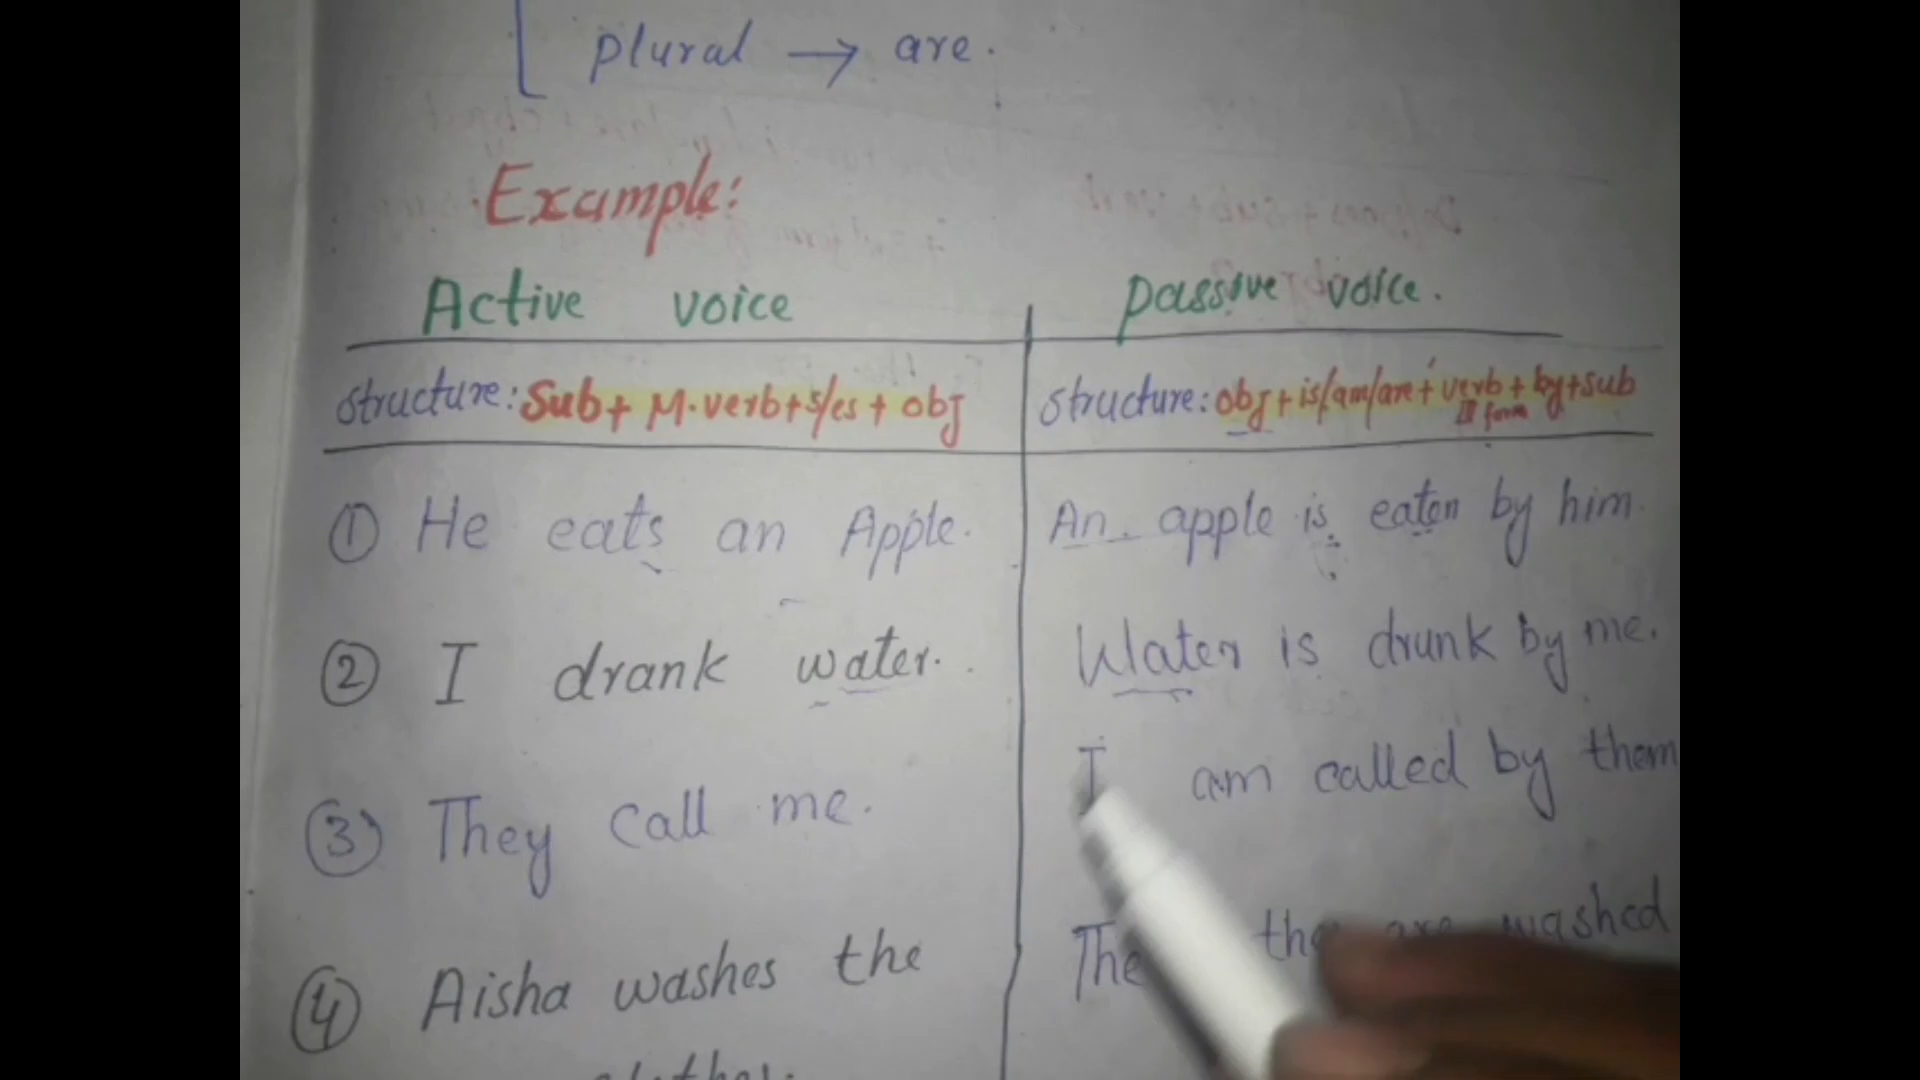 plural → are.
Example:
Active voice
passive voice.
structure: Sub + M.verb + s/es + obj
structure: obj + is/am/are + verb + by + sub
III form
① He eats an Apple.
An apple is eaten by him.
② I drank water.
Water is drunk by me.
③ They call me.
I am called by them
④ Aisha washes the
The are washed